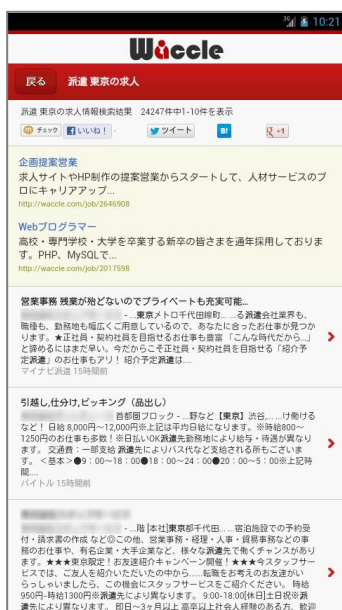 3G 10:21
Waccle
戻る 派遣 東京の求人
派遣 東京の求人情報検索結果 24247件中1-10件を表示
チェック いいね! ツイート B! +1
企画提案営業
求人サイトやHP制作の提案営業からスタートして、人材サービスのプ
ロにキャリアアップ...
http://waccle.com/job/2646908
Webプログラマー
高校・専門学校・大学を卒業する新卒の皆さまを通年採用しておりま
す。PHP、MySQLで...
http://waccle.com/job/2017598
営業事務 残業が殆どないのでプライベートも充実可能...
- ...東京メトロ千代田線町... ...る派遣会社業界も、
職種も、勤務地も幅広くご用意しているので、あなたに合ったお仕事が見つか
ります。★正社員・契約社員を目指せるお仕事も豊富「こんな時代だから...」
と諦めるにはまだ早い。今だからこそ正社員・契約社員を目指せる「紹介予
定派遣」のお仕事もアリ! 紹介予定派遣は....
マイナビ派遣 15時間前
引越し,仕分け,ピッキング（品出し）
首都圏ブロック - ...野など【東京】渋谷,... ...け働ける
など! 日給 8,000円～12,000円※上記は平均日給になります。※時給800～
1250円のお仕事も多数!※日払いOK派遣先勤務地により給与・待遇が異なり
ます。 交通費：一部支給 派遣先によりバス代など支給される所もございま
す。 ＜基本＞●9：00～18：00●18：00～24：00●20：00～5：00※上記時
間....
バイトル 15時間前
- ...階 [本社]東京都千代田... ...宿泊施設での予約受
付・請求書の作成 など◎この他、営業事務・経理・人事・貿易事務などの事
務のお仕事や、有名企業・大手企業など、様々な派遣先で働くチャンスがあり
ます。★★★東京限定!お友達紹介キャンペーン開催!★★★今スタッフサー
ビスでは、ご友人を紹介いただいたの中から......転職をお考えのお友達がい
らっしゃいましたら、この機会にスタッフサービスをご紹介ください。 時給
950円-時給1300円※派遣先により異なります。 9:00-18:00[休日]土日祝※派
遣先により異なります。 即日～3ヶ月以上 高卒以上社会人経験のある方、歓迎